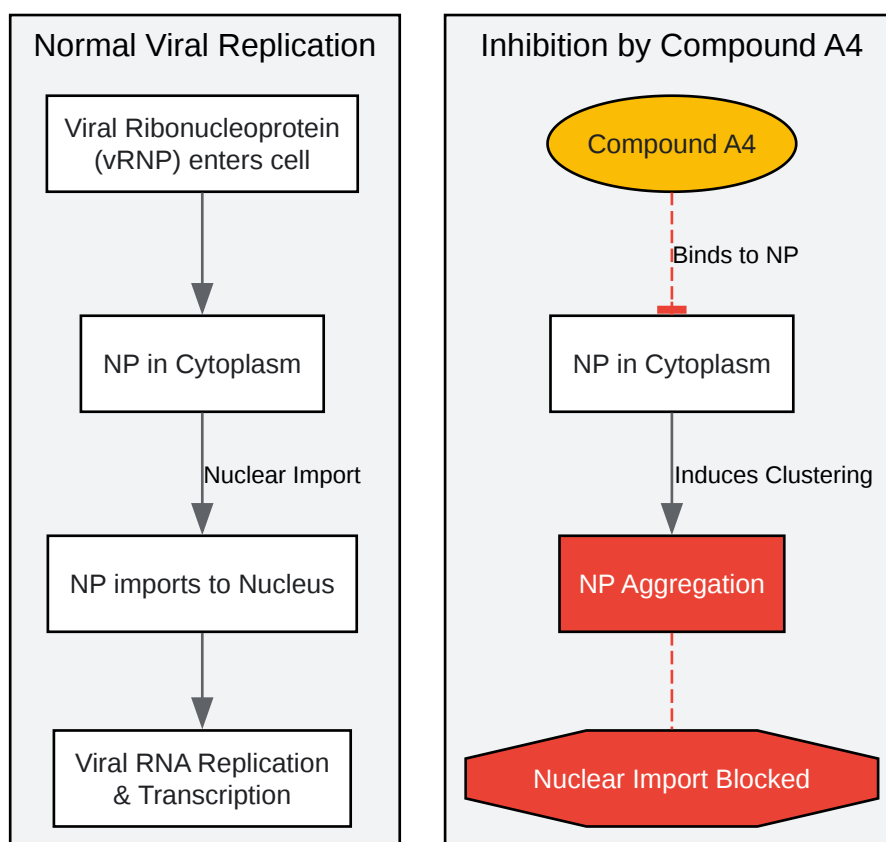 Normal Viral Replication
Viral Ribonucleoprotein
(vRNP) enters cell
NP in Cytoplasm
Nuclear Import
NP imports to Nucleus
Viral RNA Replication
& Transcription
Inhibition by Compound A4
Compound A4
Binds to NP
NP in Cytoplasm
Induces Clustering
NP Aggregation
Nuclear Import Blocked